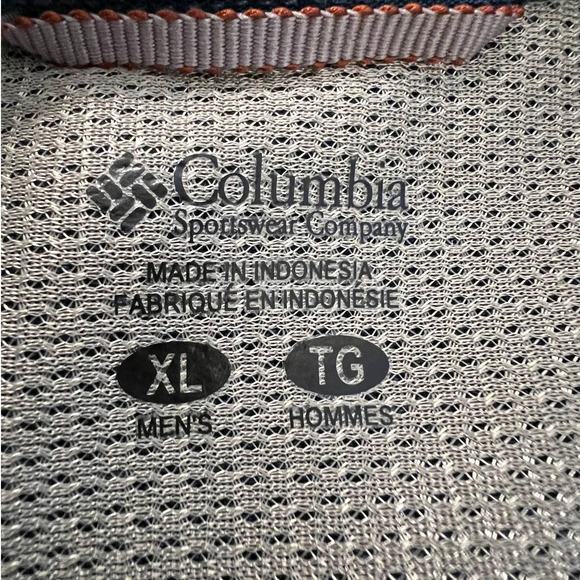 Columbia
Sportswear Company
MADE IN INDONESIA
FABRIQUÉ EN INDONÉSIE
XL TG
MEN'S HOMMES